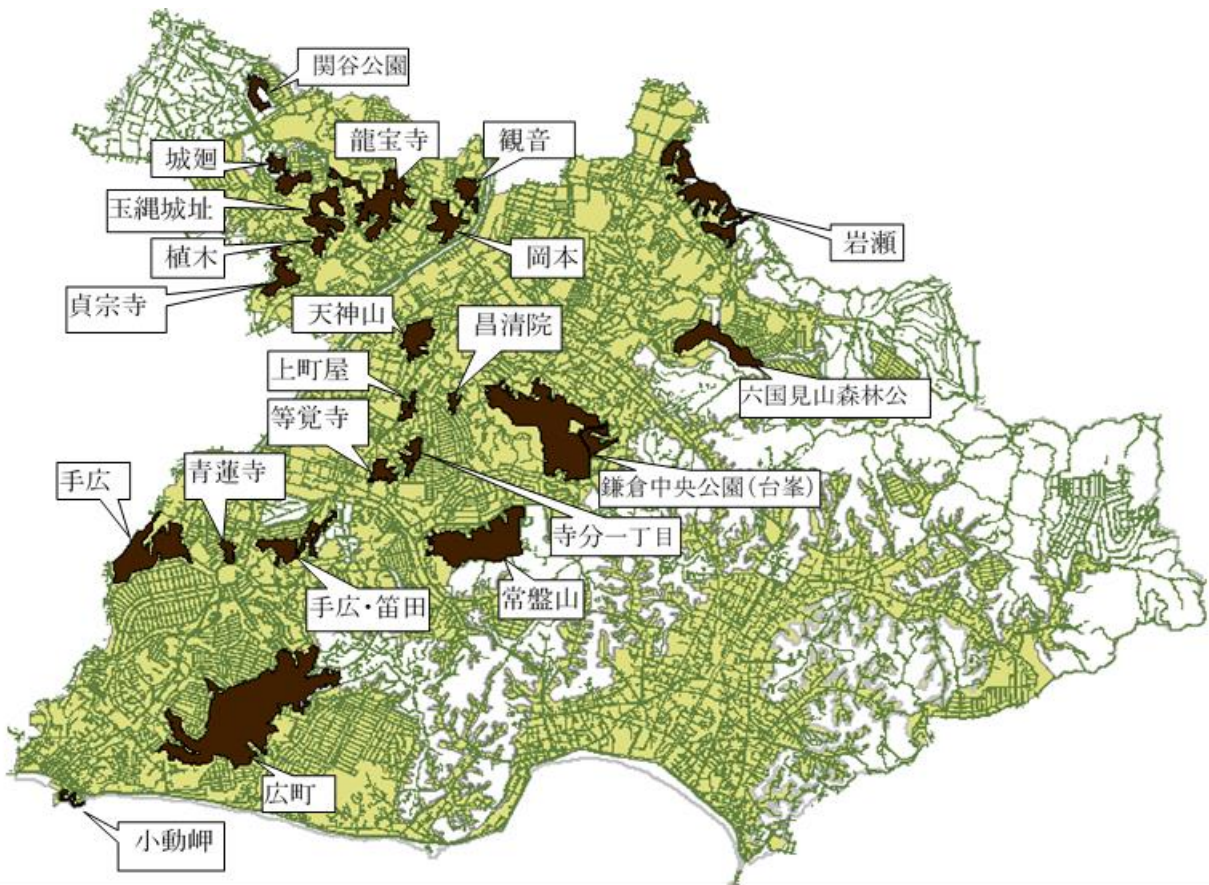 関谷公園
龍宝寺
観音
城廻
玉縄城址
植木
岡本
岩瀬
貞宗寺
天神山
昌清院
上町屋
六国見山森林公
等覚寺
手広
青蓮寺
鎌倉中央公園(台峯)
寺分一丁目
手広・笛田
常盤山
広町
小動岬